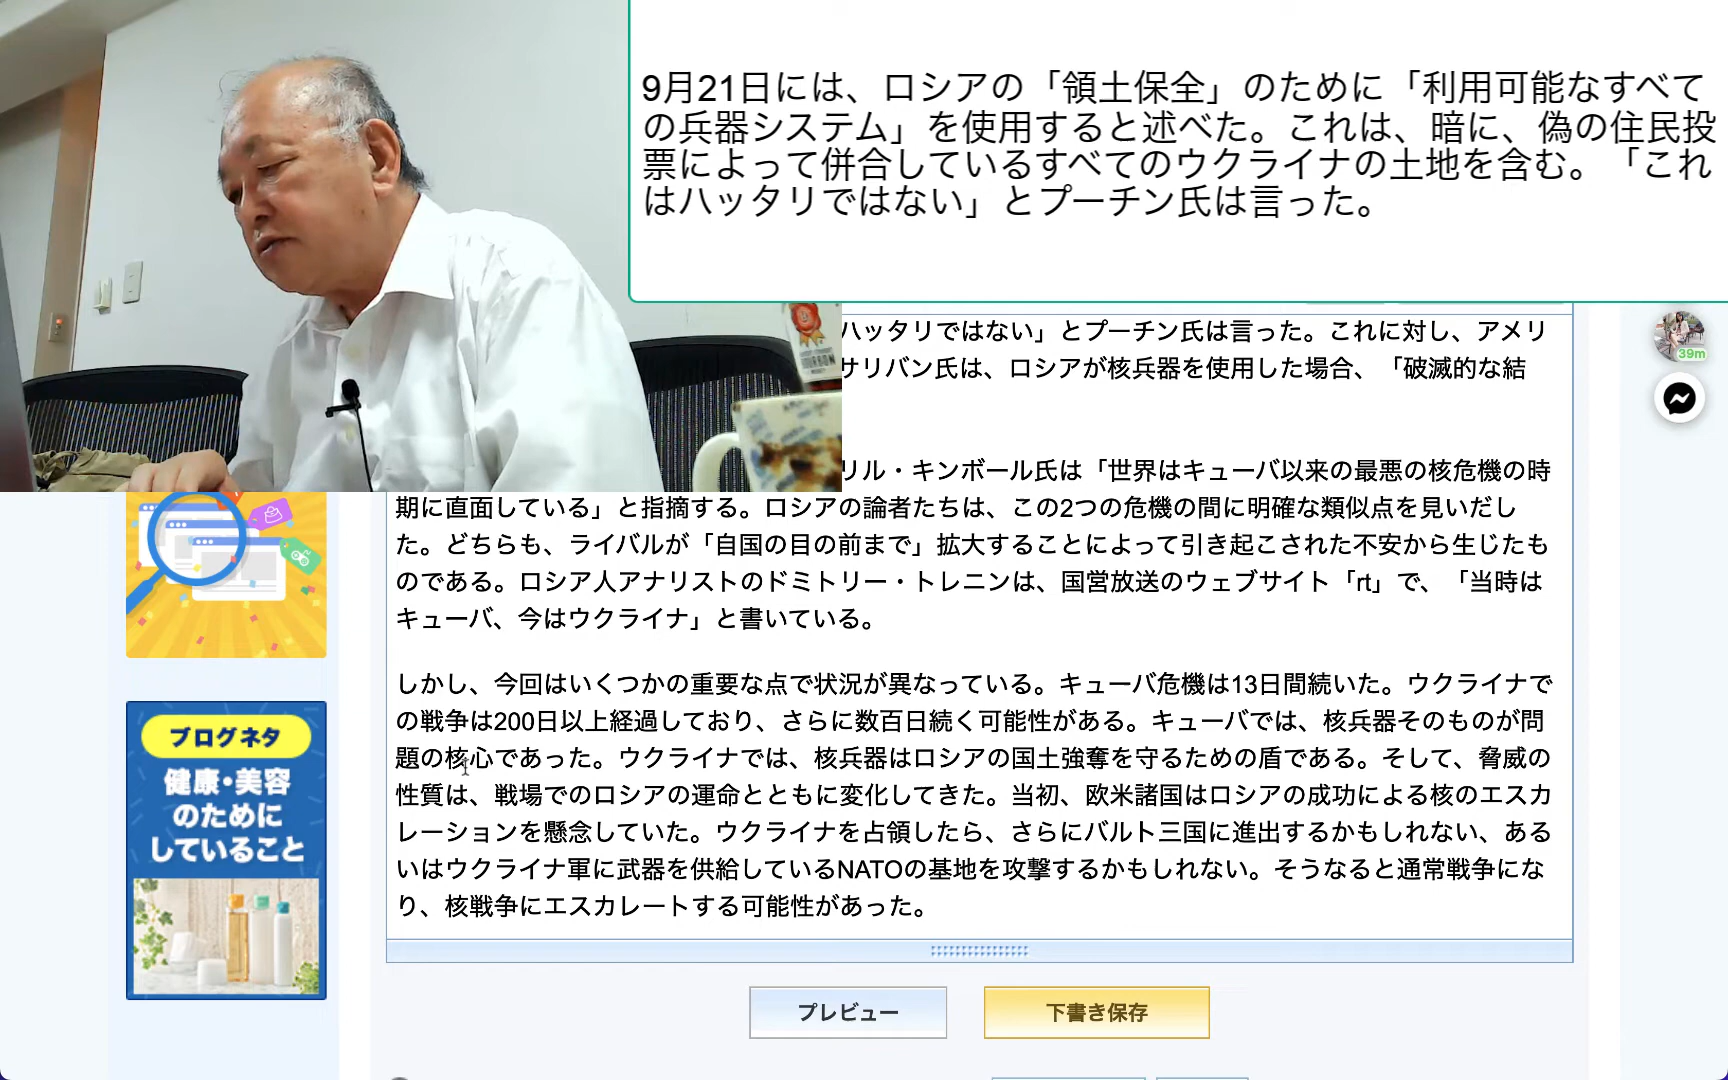 9月21日には、ロシアの「領土保全」のために「利用可能なすべて
の兵器システム」を使用すると述べた。これは、暗に、偽の住民投
票によって併合しているすべてのウクライナの土地を含む。「これ
はハッタリではない」とプーチン氏は言った。
ハッタリではない」とプーチン氏は言った。これに対し、アメリ
サリバン氏は、ロシアが核兵器を使用した場合、「破滅的な結
39m
リル・キンボール氏は「世界はキューバ以来の最悪の核危機の時
期に直面している」と指摘する。ロシアの論者たちは、この2つの危機の間に明確な類似点を見いだし
た。どちらも、ライバルが「自国の目の前まで」拡大することによって引き起こされた不安から生じたも
のである。ロシア人アナリストのドミトリー・トレニンは、国営放送のウェブサイト「rt」で、「当時は
キューバ、今はウクライナ」と書いている。
しかし、今回はいくつかの重要な点で状況が異なっている。キューバ危機は13日間続いた。ウクライナで
の戦争は200日以上経過しており、さらに数百日続く可能性がある。キューバでは、核兵器そのものが問
題の核心であった。ウクライナでは、核兵器はロシアの国土強奪を守るための盾である。そして、脅威の
性質は、戦場でのロシアの運命とともに変化してきた。当初、欧米諸国はロシアの成功による核のエスカ
レーションを懸念していた。ウクライナを占領したら、さらにバルト三国に進出するかもしれない、ある
いはウクライナ軍に武器を供給しているNATOの基地を攻撃するかもしれない。そうなると通常戦争にな
り、核戦争にエスカレートする可能性があった。
ブログネタ
健康・美容
のために
していること
プレビュー
下書き保存